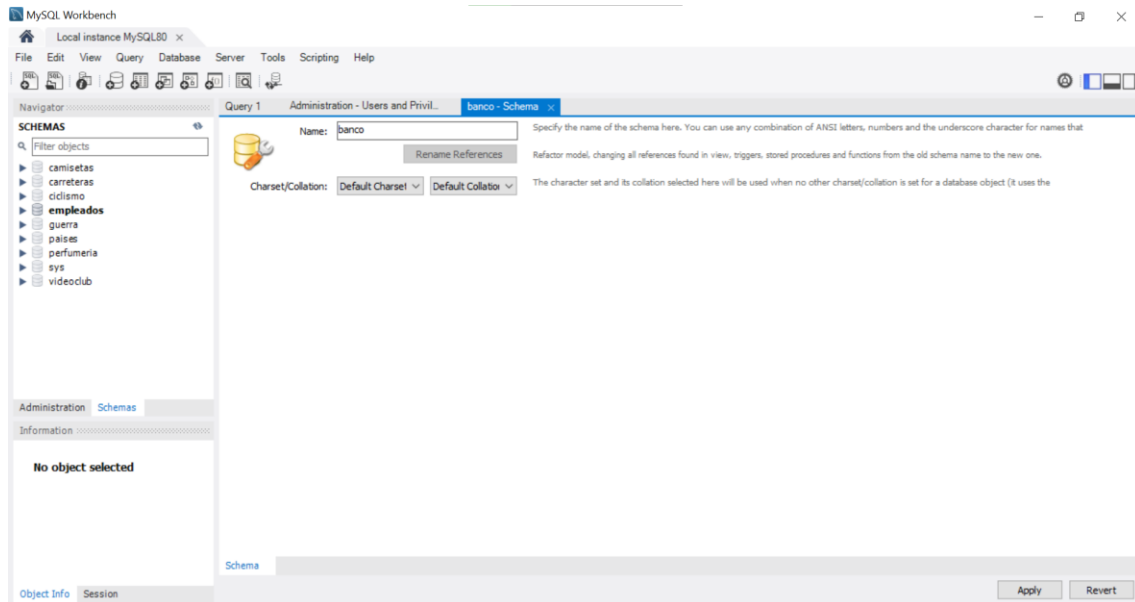 MySQL Workbench
Local instance MySQL80
File Edit View Query Database Server Tools Scripting Help
Navigator
Query 1 Administration - Users and Privil... banco - Schema
SCHEMAS
Filter objects
camisetas
carreteras
ciclismo
empleados
guerra
paises
perfumeria
sys
videoclub
Name: banco
Specify the name of the schema here. You can use any combination of ANSI letters, numbers and the underscore character for names that
Rename References
Refactor model, changing all references found in view, triggers, stored procedures and functions from the old schema name to the new one.
Charset/Collation: Default Charset Default Collation
The character set and its collation selected here will be used when no other charset/collation is set for a database object (it uses the
Administration Schemas
Information
No object selected
Schema
Apply Revert
Object Info Session